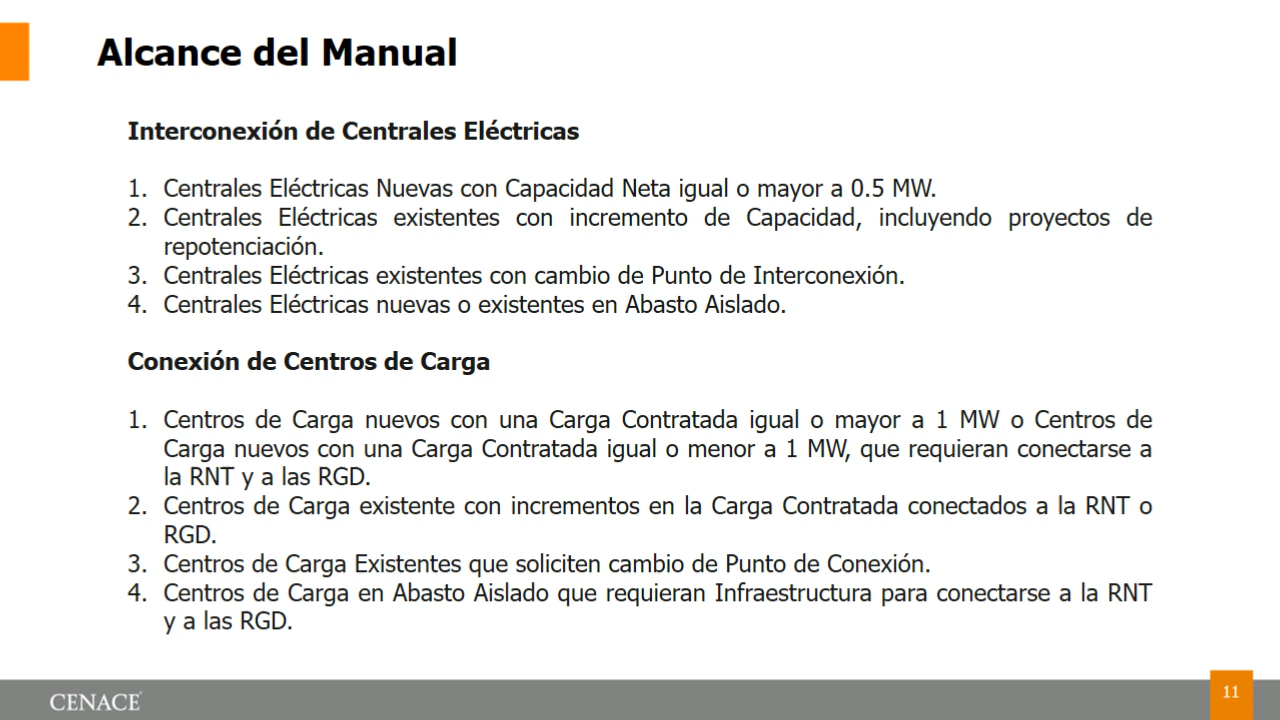 Alcance del Manual
Interconexión de Centrales Eléctricas
1. Centrales Eléctricas Nuevas con Capacidad Neta igual o mayor a 0.5 MW.
2. Centrales Eléctricas existentes con incremento de Capacidad, incluyendo proyectos de
repotenciación.
3. Centrales Eléctricas existentes con cambio de Punto de Interconexión.
4. Centrales Eléctricas nuevas o existentes en Abasto Aislado.
Conexión de Centros de Carga
1. Centros de Carga nuevos con una Carga Contratada igual o mayor a 1 MW o Centros de
Carga nuevos con una Carga Contratada igual o menor a 1 MW, que requieran conectarse a
la RNT y a las RGD.
2. Centros de Carga existente con incrementos en la Carga Contratada conectados a la RNT o
RGD.
3. Centros de Carga Existentes que soliciten cambio de Punto de Conexión.
4. Centros de Carga en Abasto Aislado que requieran Infraestructura para conectarse a la RNT
y a las RGD.
CENACE
11